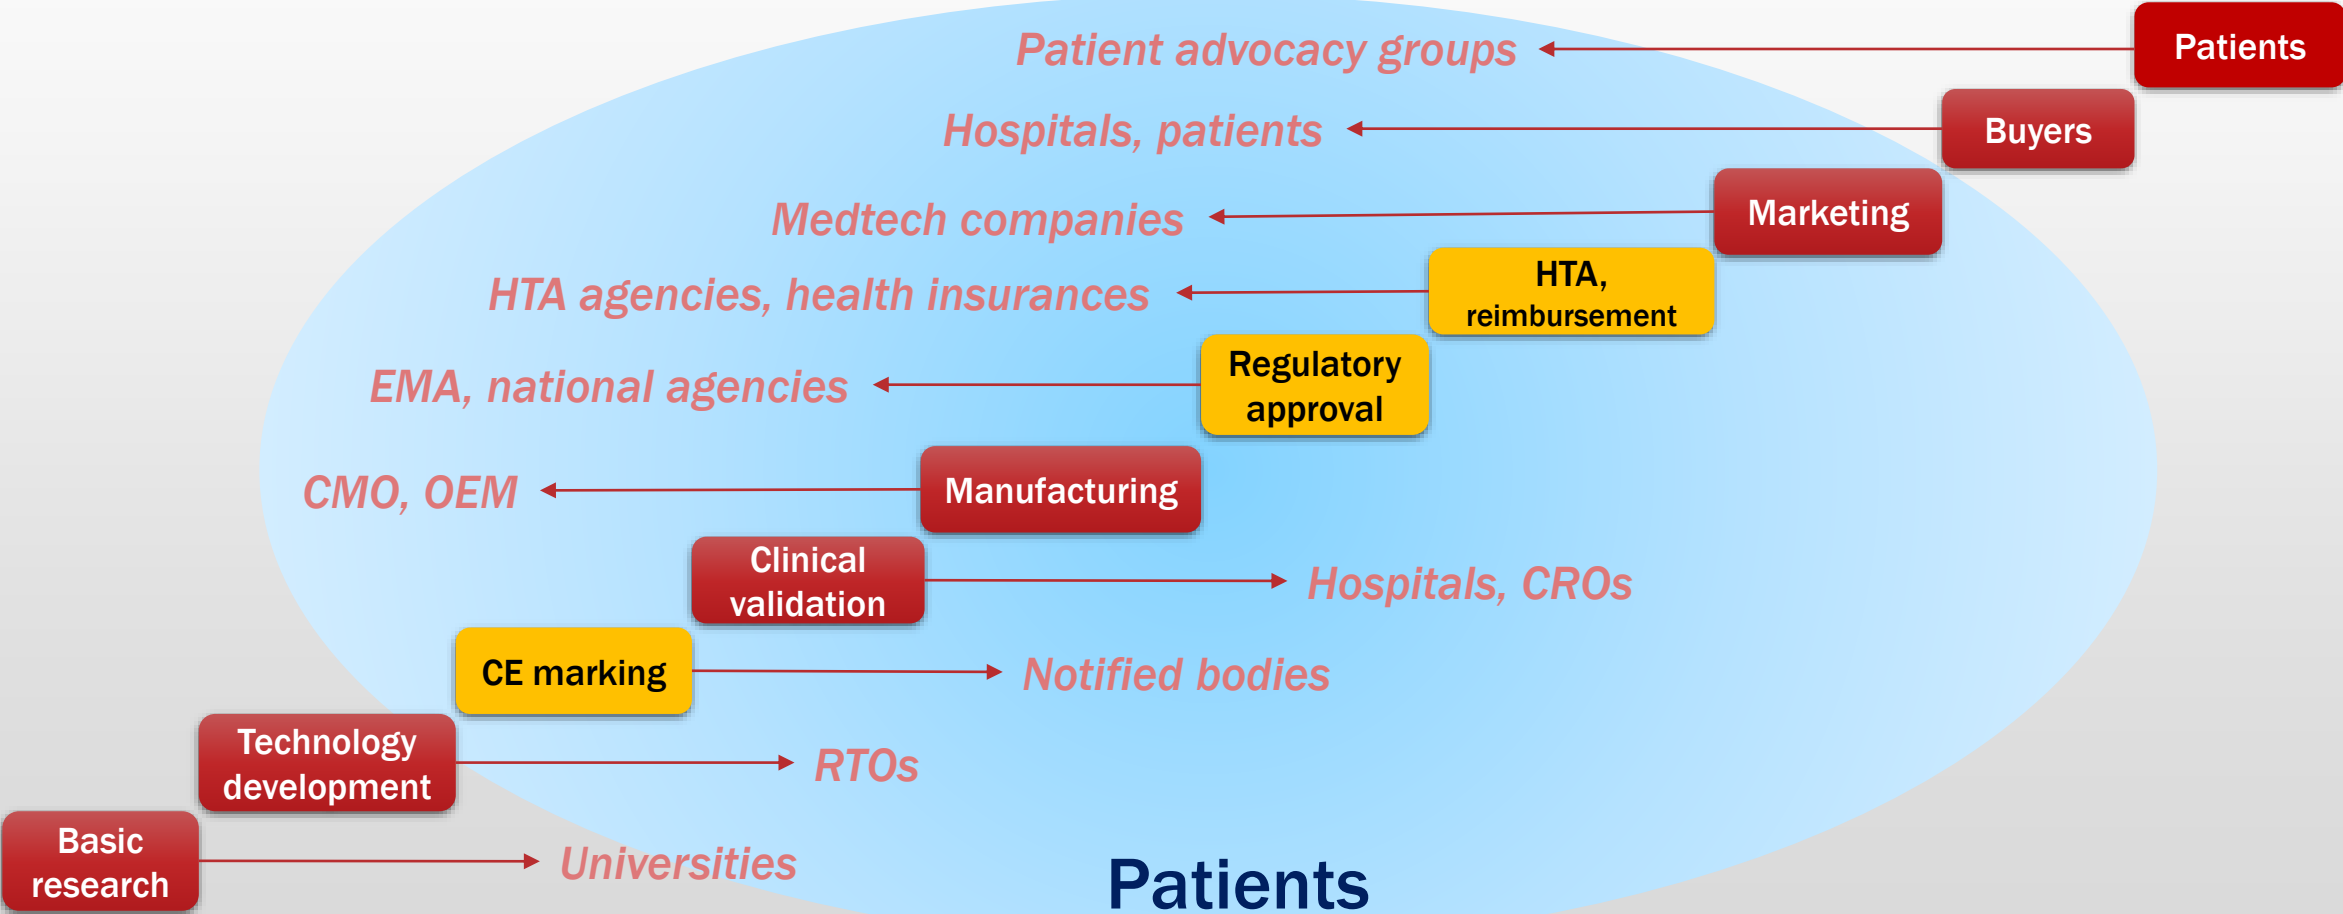 Patient advocacy groups
Patients
Hospitals, patients
Buyers
Medtech companies
Marketing
HTA agencies, health insurances
HTA,
reimbursement
EMA, national agencies
Regulatory
approval
CMO, OEM
Manufacturing
Clinical
validation
Hospitals, CROs
CE marking
Notified bodies
Technology
development
RTOs
Basic
research
Universities
Patients